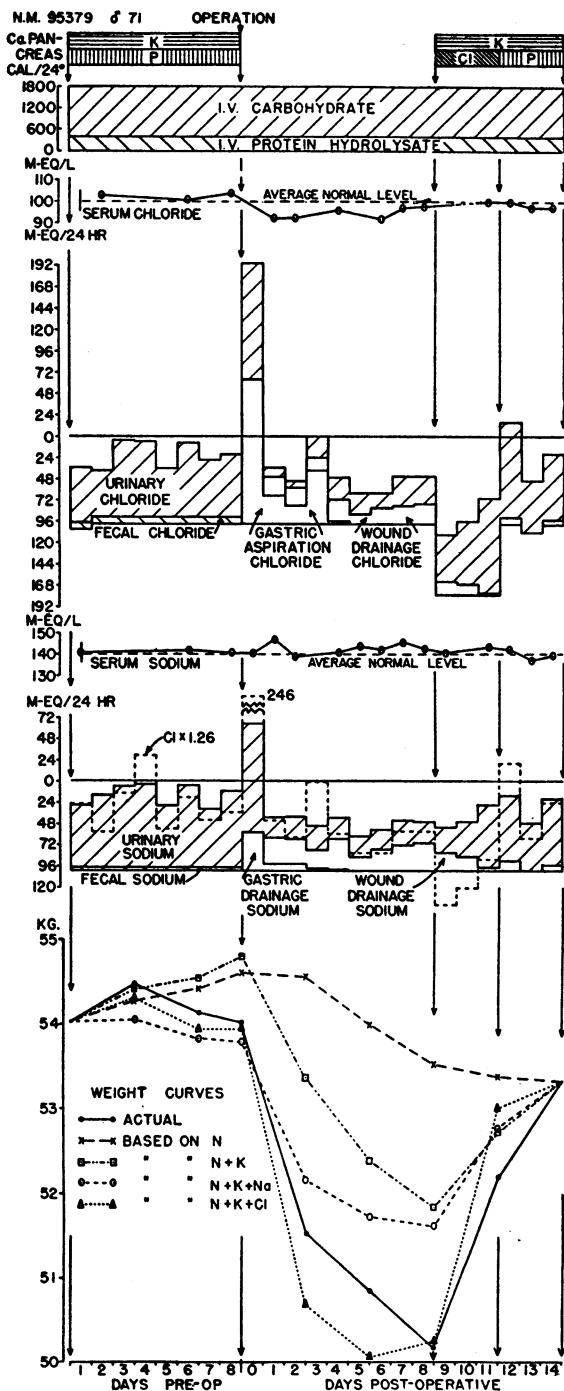 N.M. 95379 ♂ 71 OPERATION
Ca PAN-
CREAS
CAL/24°
K
P
K
Cl P
1800
1200
600
0
I.V. CARBOHYDRATE
I.V. PROTEIN HYDROLYSATE
M-EQ/L
110
100
90
AVERAGE NORMAL LEVEL
SERUM CHLORIDE
M-EQ/24 HR
192
168
144
120
96
72
48
24
0
24
48
72
96
120
144
168
192
URINARY
CHLORIDE
FECAL CHLORIDE
GASTRIC
ASPIRATION
CHLORIDE
WOUND
DRAINAGE
CHLORIDE
M-EQ/L
150
140
130
SERUM SODIUM
AVERAGE NORMAL LEVEL
M-EQ/24 HR
72
48
24
0
24
48
72
96
120
246
Cl x 1.26
URINARY
SODIUM
FECAL SODIUM
GASTRIC
DRAINAGE
SODIUM
WOUND
DRAINAGE
SODIUM
KG.
55
54
53
52
51
50
WEIGHT CURVES
ACTUAL
BASED ON N
" " N+K
" " N+K+Na
" " N+K+Cl
1 2 3 4 5 6 7 8 0 1 2 3 4 5 6 7 8 9 10 11 12 13 14
DAYS PRE-OP DAYS POST-OPERATIVE